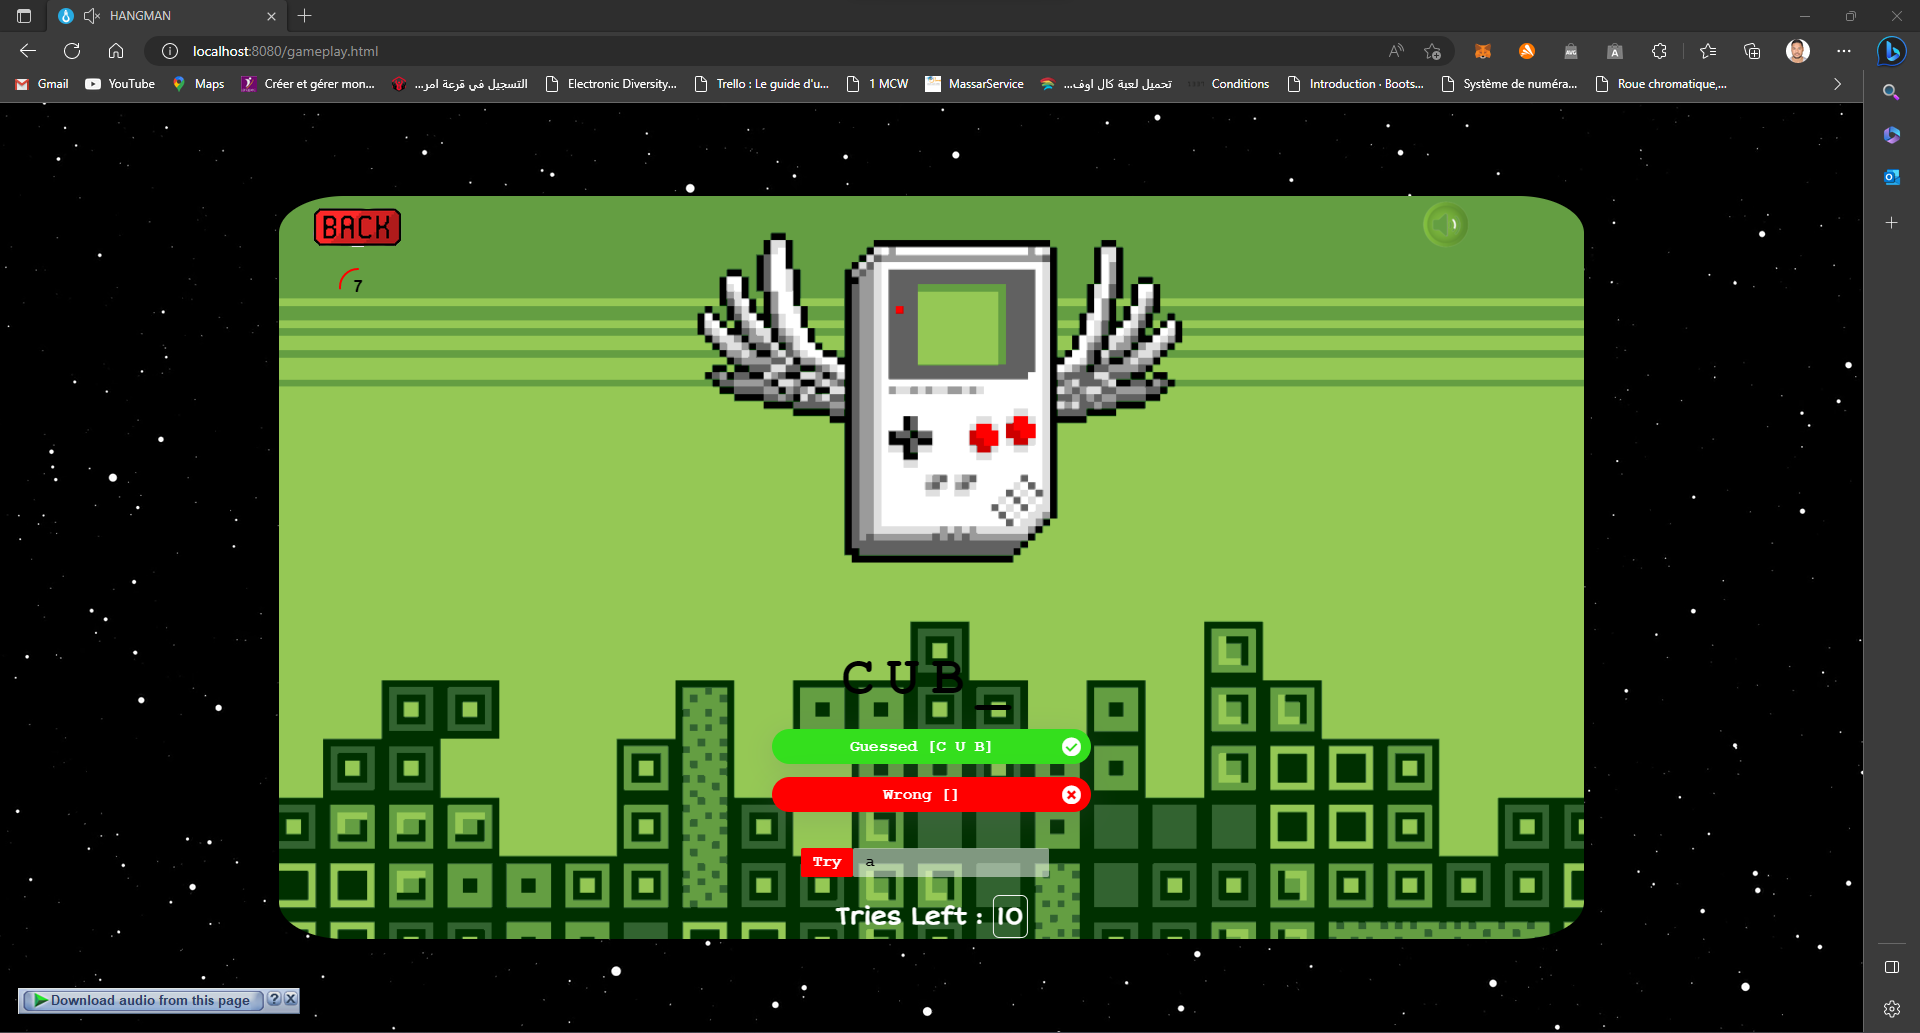 HANGMAN
localhost:8080/gameplay.html
Gmail
YouTube
Maps
Créer et gérer mon...
التسجيل في قرعة امر...
Electronic Diversity...
Trello : Le guide d'u...
1 MCW
MassarService
تحميل لعبة كال اوف...
Conditions
Introduction · Boots...
Système de numéra...
Roue chromatique,...
BACK
7
C U B _
Guessed [C U B]
Wrong []
Try a
Tries Left : 10
Download audio from this page ? X